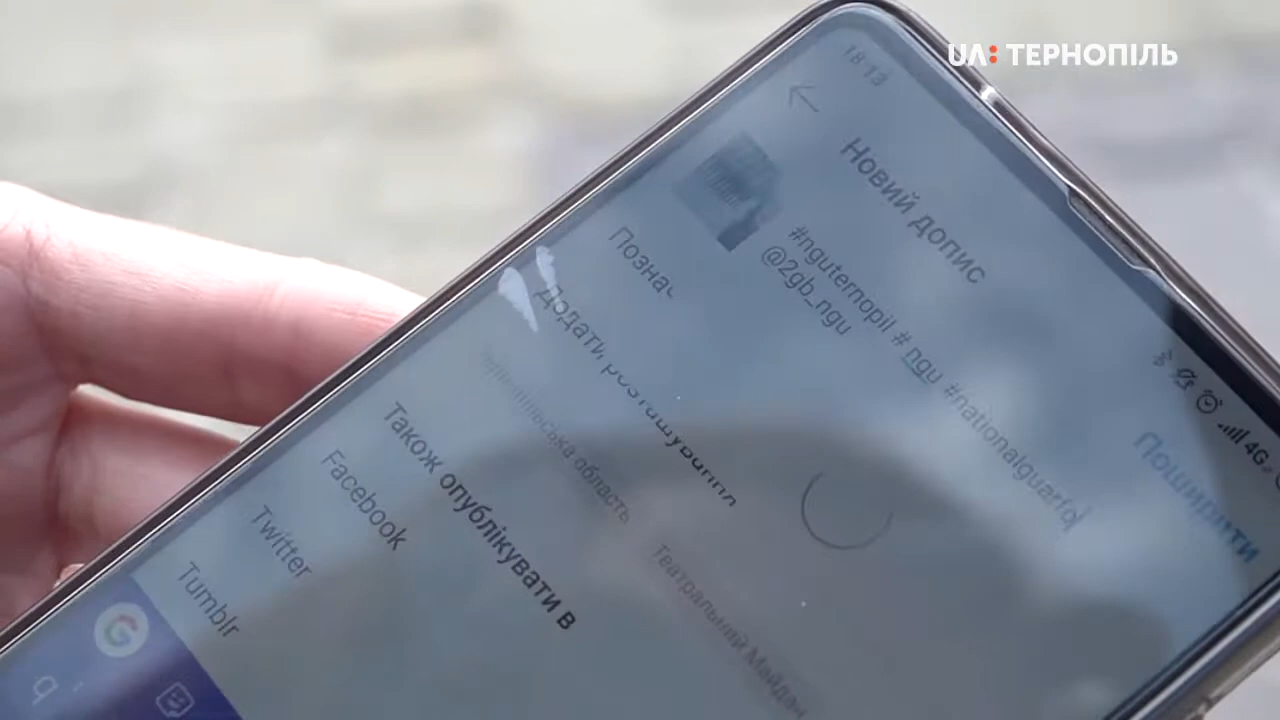 UA: ТЕРНОПІЛЬ
18:13
4G
Новий допис
Поширити
#nguternopil #ngu #nationalguarfo
@2gb_ngu
Познач
Додати розташування
Тернопільська область
Театральний Майдан
Також опублікувати в
Facebook
Twitter
Tumblr
G
q